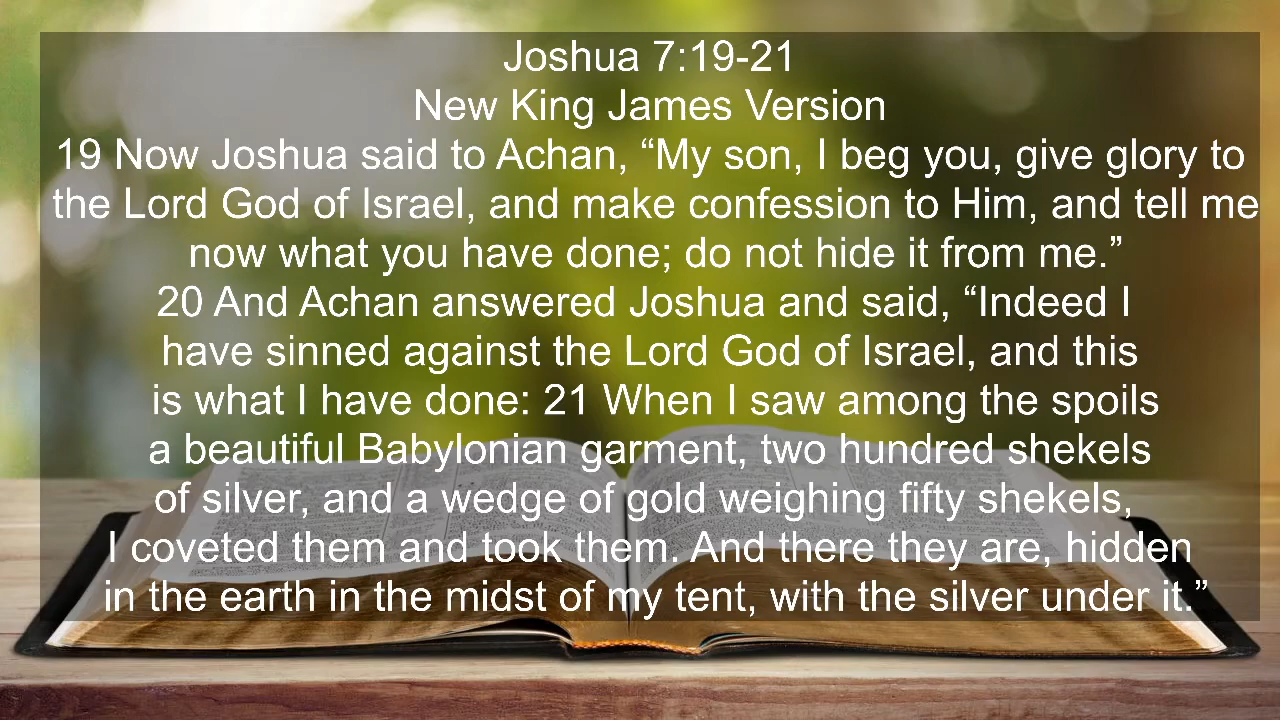 Joshua 7:19-21
New King James Version
19 Now Joshua said to Achan, “My son, I beg you, give glory to
the Lord God of Israel, and make confession to Him, and tell me
now what you have done; do not hide it from me.”
20 And Achan answered Joshua and said, “Indeed I
have sinned against the Lord God of Israel, and this
is what I have done: 21 When I saw among the spoils
a beautiful Babylonian garment, two hundred shekels
of silver, and a wedge of gold weighing fifty shekels,
I coveted them and took them. And there they are, hidden
in the earth in the midst of my tent, with the silver under it.”